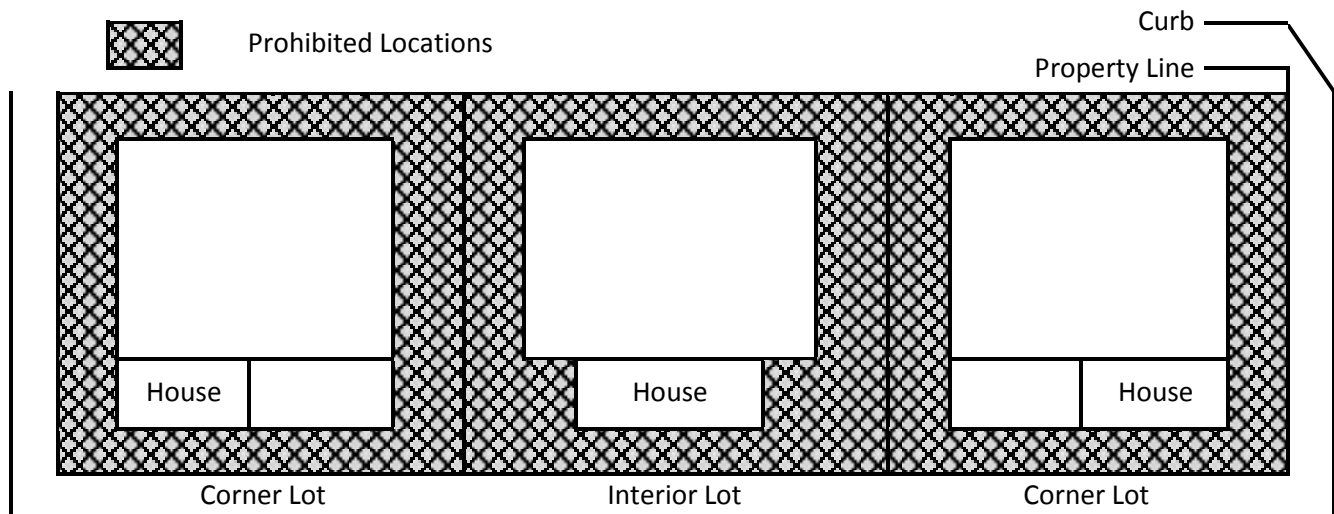 Curb
Prohibited Locations
Property Line
House
House
House
Corner Lot
Interior Lot
Corner Lot